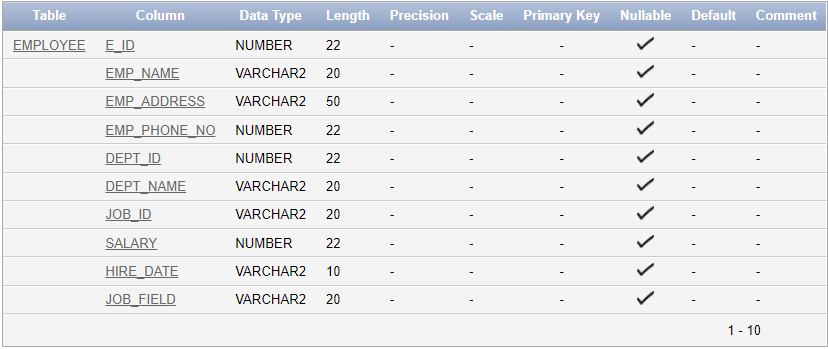 Table Column Data Type Length Precision Scale Primary Key Nullable Default Comment
EMPLOYEE E_ID NUMBER 22 - - - ✓ - -
EMP_NAME VARCHAR2 20 - - - ✓ - -
EMP_ADDRESS VARCHAR2 50 - - - ✓ - -
EMP_PHONE_NO NUMBER 22 - - - ✓ - -
DEPT_ID NUMBER 22 - - - ✓ - -
DEPT_NAME VARCHAR2 20 - - - ✓ - -
JOB_ID VARCHAR2 20 - - - ✓ - -
SALARY NUMBER 22 - - - ✓ - -
HIRE_DATE VARCHAR2 10 - - - ✓ - -
JOB_FIELD VARCHAR2 20 - - - ✓ - -
1 - 10